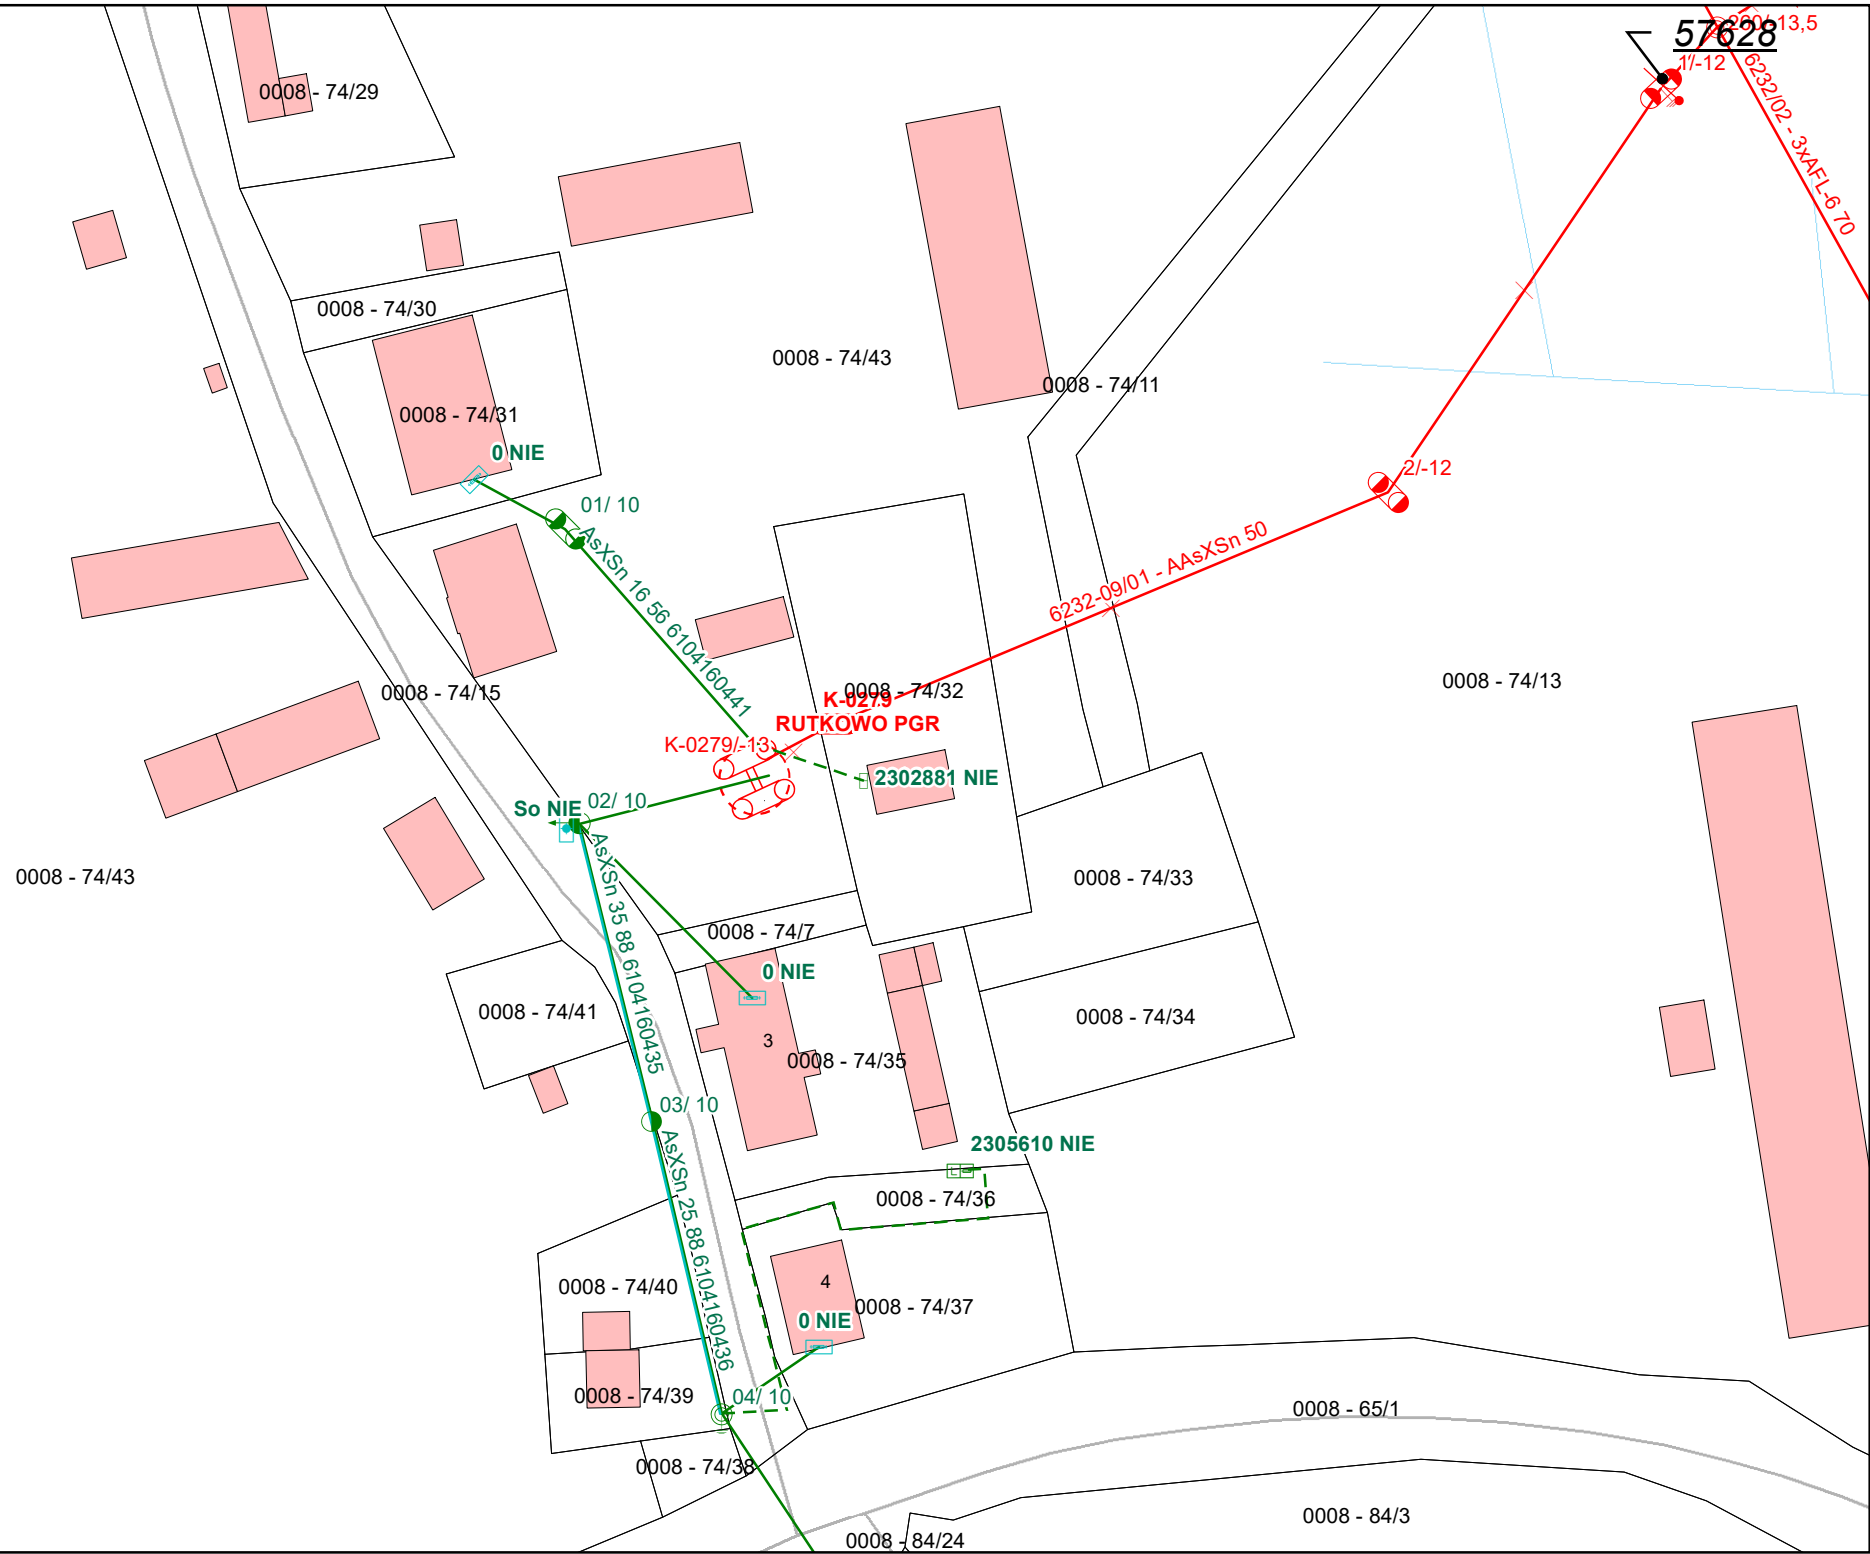 57628
200/-13,5
1/-12
6232/02 - 3xAFL-6 70
0008 - 74/29
0008 - 74/30
0008 - 74/43
0008 - 74/11
0008 - 74/31
0 NIE
2/-12
01/ 10
AsXSn 16 56 6104160441
6232-09/01 - AAsXSn 50
0008 - 74/13
0008 - 74/15
0008 - 74/32
K-0279
RUTKOWO PGR
K-0279/-13
2302881 NIE
So NIE
02/ 10
AsXSn 35 88 6104160435
0008 - 74/43
0008 - 74/33
0008 - 74/7
0 NIE
0008 - 74/41
0008 - 74/34
3
0008 - 74/35
03/ 10
AsXSn 25 88 6104160436
2305610 NIE
0008 - 74/36
0008 - 74/40
4
0008 - 74/37
0 NIE
0008 - 74/39
04/ 10
0008 - 65/1
0008 - 74/38
0008 - 84/3
0008 - 84/24